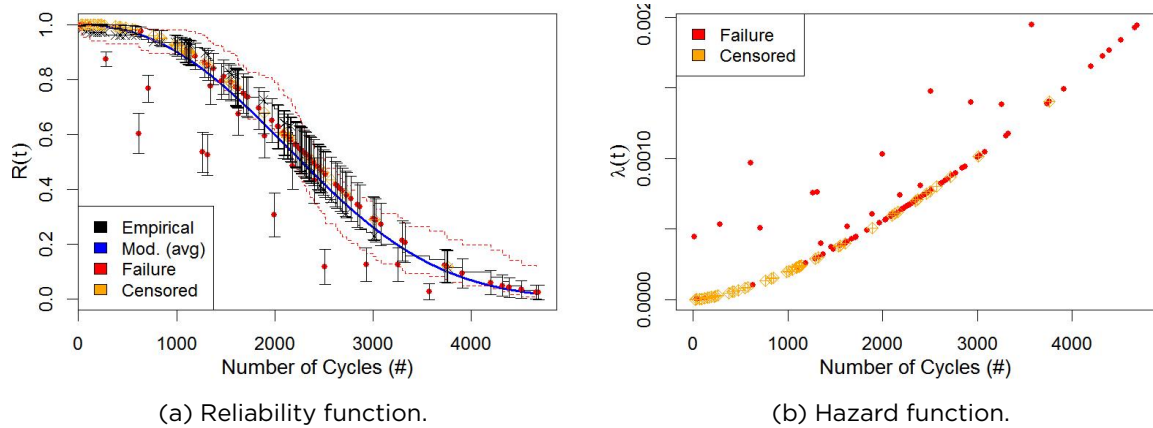 1.0
0.8
0.6
0.4
0.2
0.0
R(t)
Empirical
Mod. (avg)
Failure
Censored
0 1000 2000 3000 4000
Number of Cycles (#)
(a) Reliability function.
0.002
0.0010
0.0000
λ(t)
Failure
Censored
0 1000 2000 3000 4000
Number of Cycles (#)
(b) Hazard function.